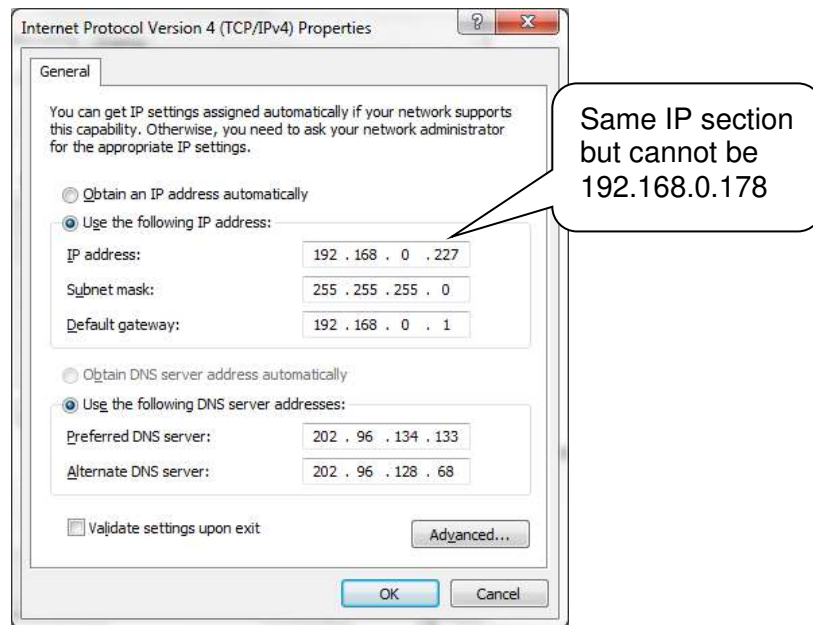 Internet Protocol Version 4 (TCP/IPv4) Properties
General
You can get IP settings assigned automatically if your network supports
this capability. Otherwise, you need to ask your network administrator
for the appropriate IP settings.
Obtain an IP address automatically
Use the following IP address:
IP address: 192 . 168 . 0 . 227
Subnet mask: 255 . 255 . 255 . 0
Default gateway: 192 . 168 . 0 . 1
Obtain DNS server address automatically
Use the following DNS server addresses:
Preferred DNS server: 202 . 96 . 134 . 133
Alternate DNS server: 202 . 96 . 128 . 68
Validate settings upon exit
Advanced...
OK Cancel
Same IP section
but cannot be
192.168.0.178